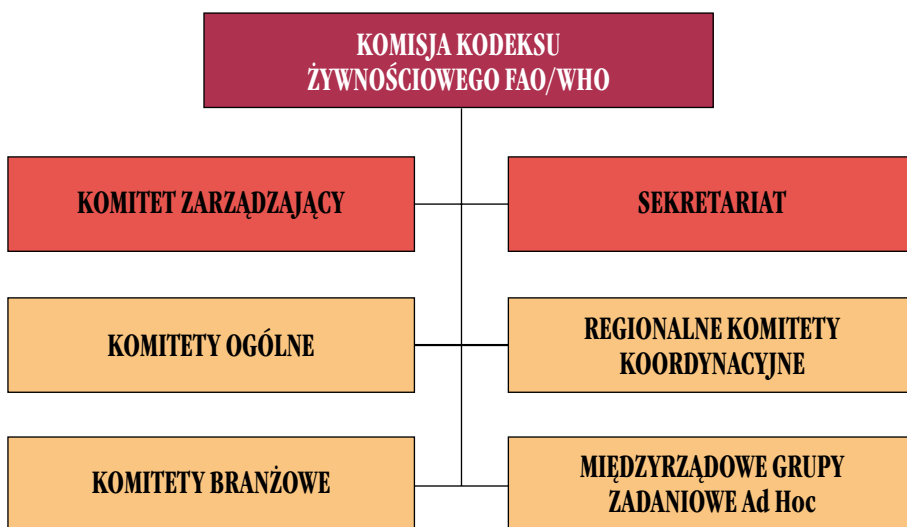 KOMISJA KODEKSU
ŻYWNOŚCIOWEGO FAO/WHO
KOMITET ZARZĄDZAJĄCY
SEKRETARIAT
KOMITETY OGÓLNE
REGIONALNE KOMITETY
KOORDYNACYJNE
KOMITETY BRANŻOWE
MIĘDZYRZĄDOWE GRUPY
ZADANIOWE Ad Hoc